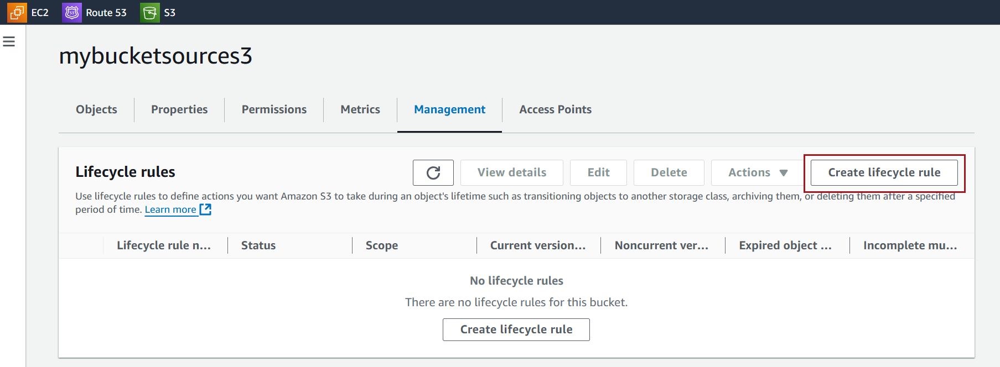 EC2 Route 53 S3
mybucketsources3
Objects Properties Permissions Metrics Management Access Points
Lifecycle rules View details Edit Delete Actions Create lifecycle rule
Use lifecycle rules to define actions you want Amazon S3 to take during an object's lifetime such as transitioning objects to another storage class, archiving them, or deleting them after a specified
period of time. Learn more
Lifecycle rule n... Status Scope Current version... Noncurrent ver... Expired object ... Incomplete mu...
No lifecycle rules
There are no lifecycle rules for this bucket.
Create lifecycle rule